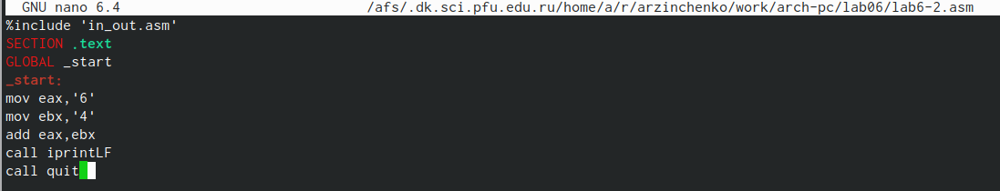 GNU nano 6.4 /afs/.dk.sci.pfu.edu.ru/home/a/r/arzinchenko/work/arch-pc/lab06/lab6-2.asm
%include 'in_out.asm'
SECTION .text
GLOBAL _start
_start:
mov eax,'6'
mov ebx,'4'
add eax,ebx
call iprintLF
call quit